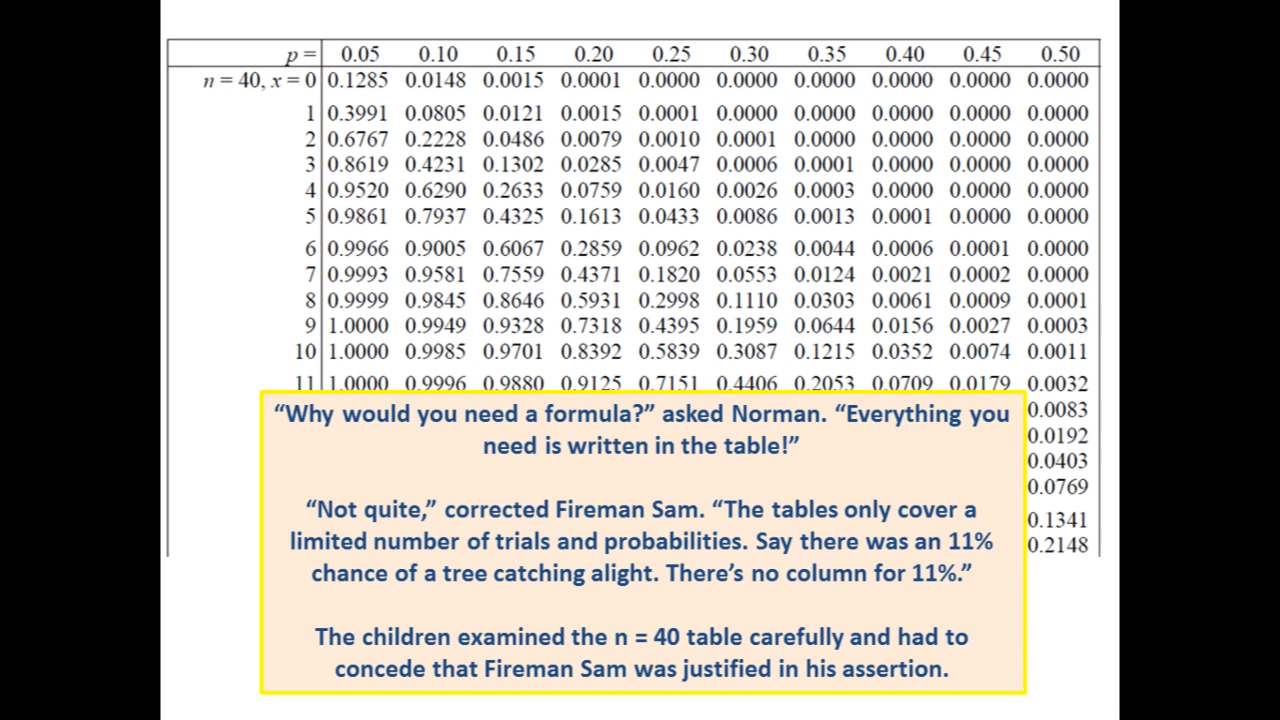 p = 0.05 0.10 0.15 0.20 0.25 0.30 0.35 0.40 0.45 0.50
n = 40, x = 0 0.1285 0.0148 0.0015 0.0001 0.0000 0.0000 0.0000 0.0000 0.0000 0.0000
1 0.3991 0.0805 0.0121 0.0015 0.0001 0.0000 0.0000 0.0000 0.0000 0.0000
2 0.6767 0.2228 0.0486 0.0079 0.0010 0.0001 0.0000 0.0000 0.0000 0.0000
3 0.8619 0.4231 0.1302 0.0285 0.0047 0.0006 0.0001 0.0000 0.0000 0.0000
4 0.9520 0.6290 0.2633 0.0759 0.0160 0.0026 0.0003 0.0000 0.0000 0.0000
5 0.9861 0.7937 0.4325 0.1613 0.0433 0.0086 0.0013 0.0001 0.0000 0.0000
6 0.9966 0.9005 0.6067 0.2859 0.0962 0.0238 0.0044 0.0006 0.0001 0.0000
7 0.9993 0.9581 0.7559 0.4371 0.1820 0.0553 0.0124 0.0021 0.0002 0.0000
8 0.9999 0.9845 0.8646 0.5931 0.2998 0.1110 0.0303 0.0061 0.0009 0.0001
9 1.0000 0.9949 0.9328 0.7318 0.4395 0.1959 0.0644 0.0156 0.0027 0.0003
10 1.0000 0.9985 0.9701 0.8392 0.5839 0.3087 0.1215 0.0352 0.0074 0.0011
11 1.0000 0.9996 0.9880 0.9125 0.7151 0.4406 0.2053 0.0709 0.0179 0.0032
0.0083
0.0192
0.0403
0.0769
0.1341
0.2148
“Why would you need a formula?” asked Norman. “Everything you
need is written in the table!”
“Not quite,” corrected Fireman Sam. “The tables only cover a
limited number of trials and probabilities. Say there was an 11%
chance of a tree catching alight. There’s no column for 11%.”
The children examined the n = 40 table carefully and had to
concede that Fireman Sam was justified in his assertion.